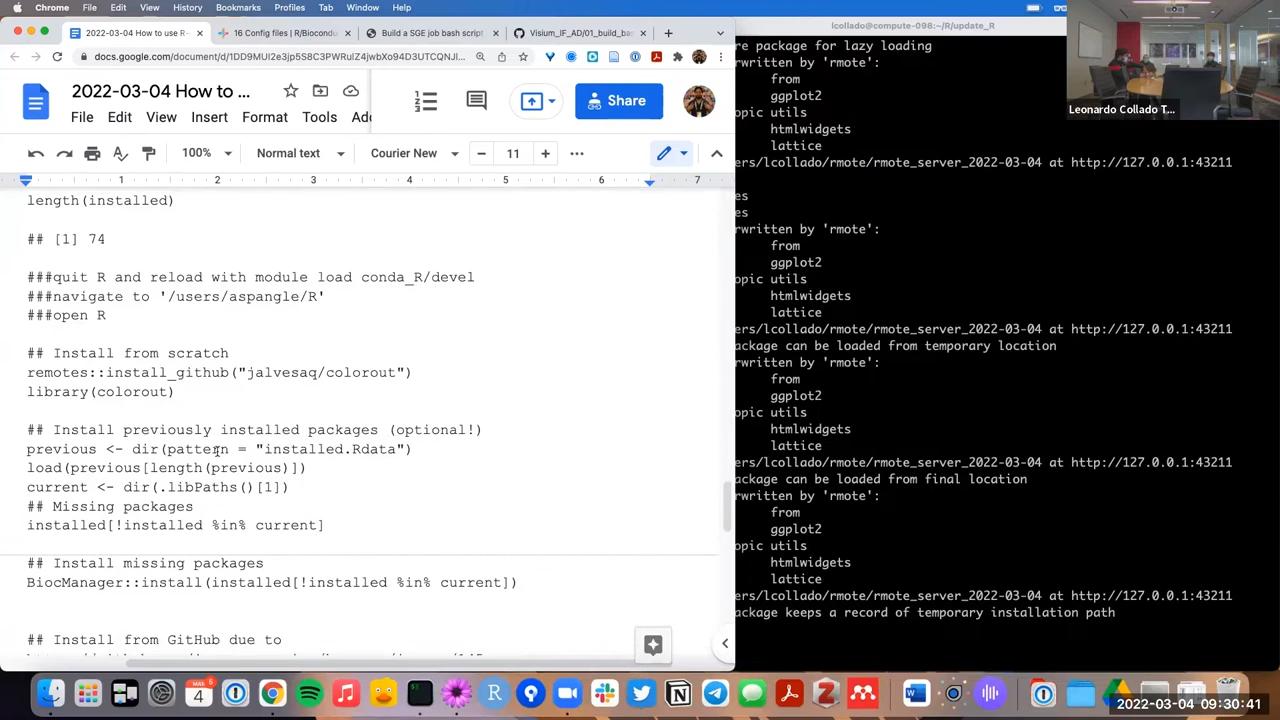 Chrome File Edit View History Bookmarks Profiles Tab Window Help
2022-03-04 How to use R
16 Config files | R/Biocond
Build a SGE job bash scri
Visium_IF_AD/01_build_ba
docs.google.com/document/d/1DD9MUI2e3jp5S8C3PWRulZ4jwbXo94D3UTCQNJl...
2022-03-04 How to ...
Share
File Edit View Insert Format Tools
100% Normal text Courier New 11
1 2 3 4 5 6 7
length(installed)
## [1] 74
###quit R and reload with module load conda_R/devel
###navigate to '/users/aspangle/R'
###open R
## Install from scratch
remotes::install_github("jalvesaq/colorout")
library(colorout)
## Install previously installed packages (optional!)
previous <- dir(pattern = "installed.Rdata")
load(previous[length(previous)])
current <- dir(.libPaths()[1])
## Missing packages
installed[!installed %in% current]
## Install missing packages
BiocManager::install(installed[!installed %in% current])
## Install from GitHub due to
lcollado@compute-098:~/R/update_R
re package for lazy loading
rwritten by 'rmote':
from
ggplot2
opic utils
htmlwidgets
lattice
ers/lcollado/rmote/rmote_server_2022-03-04 at http://127.0.0.1:43211
es
es
rwritten by 'rmote':
from
ggplot2
opic utils
htmlwidgets
lattice
ers/lcollado/rmote/rmote_server_2022-03-04 at http://127.0.0.1:43211
ackage can be loaded from temporary location
rwritten by 'rmote':
from
ggplot2
opic utils
htmlwidgets
lattice
ers/lcollado/rmote/rmote_server_2022-03-04 at http://127.0.0.1:43211
ackage can be loaded from final location
rwritten by 'rmote':
from
ggplot2
opic utils
htmlwidgets
lattice
ers/lcollado/rmote/rmote_server_2022-03-04 at http://127.0.0.1:43211
ackage keeps a record of temporary installation path
Leonardo Collado T...
MAR
4
2022-03-04 09:30:41